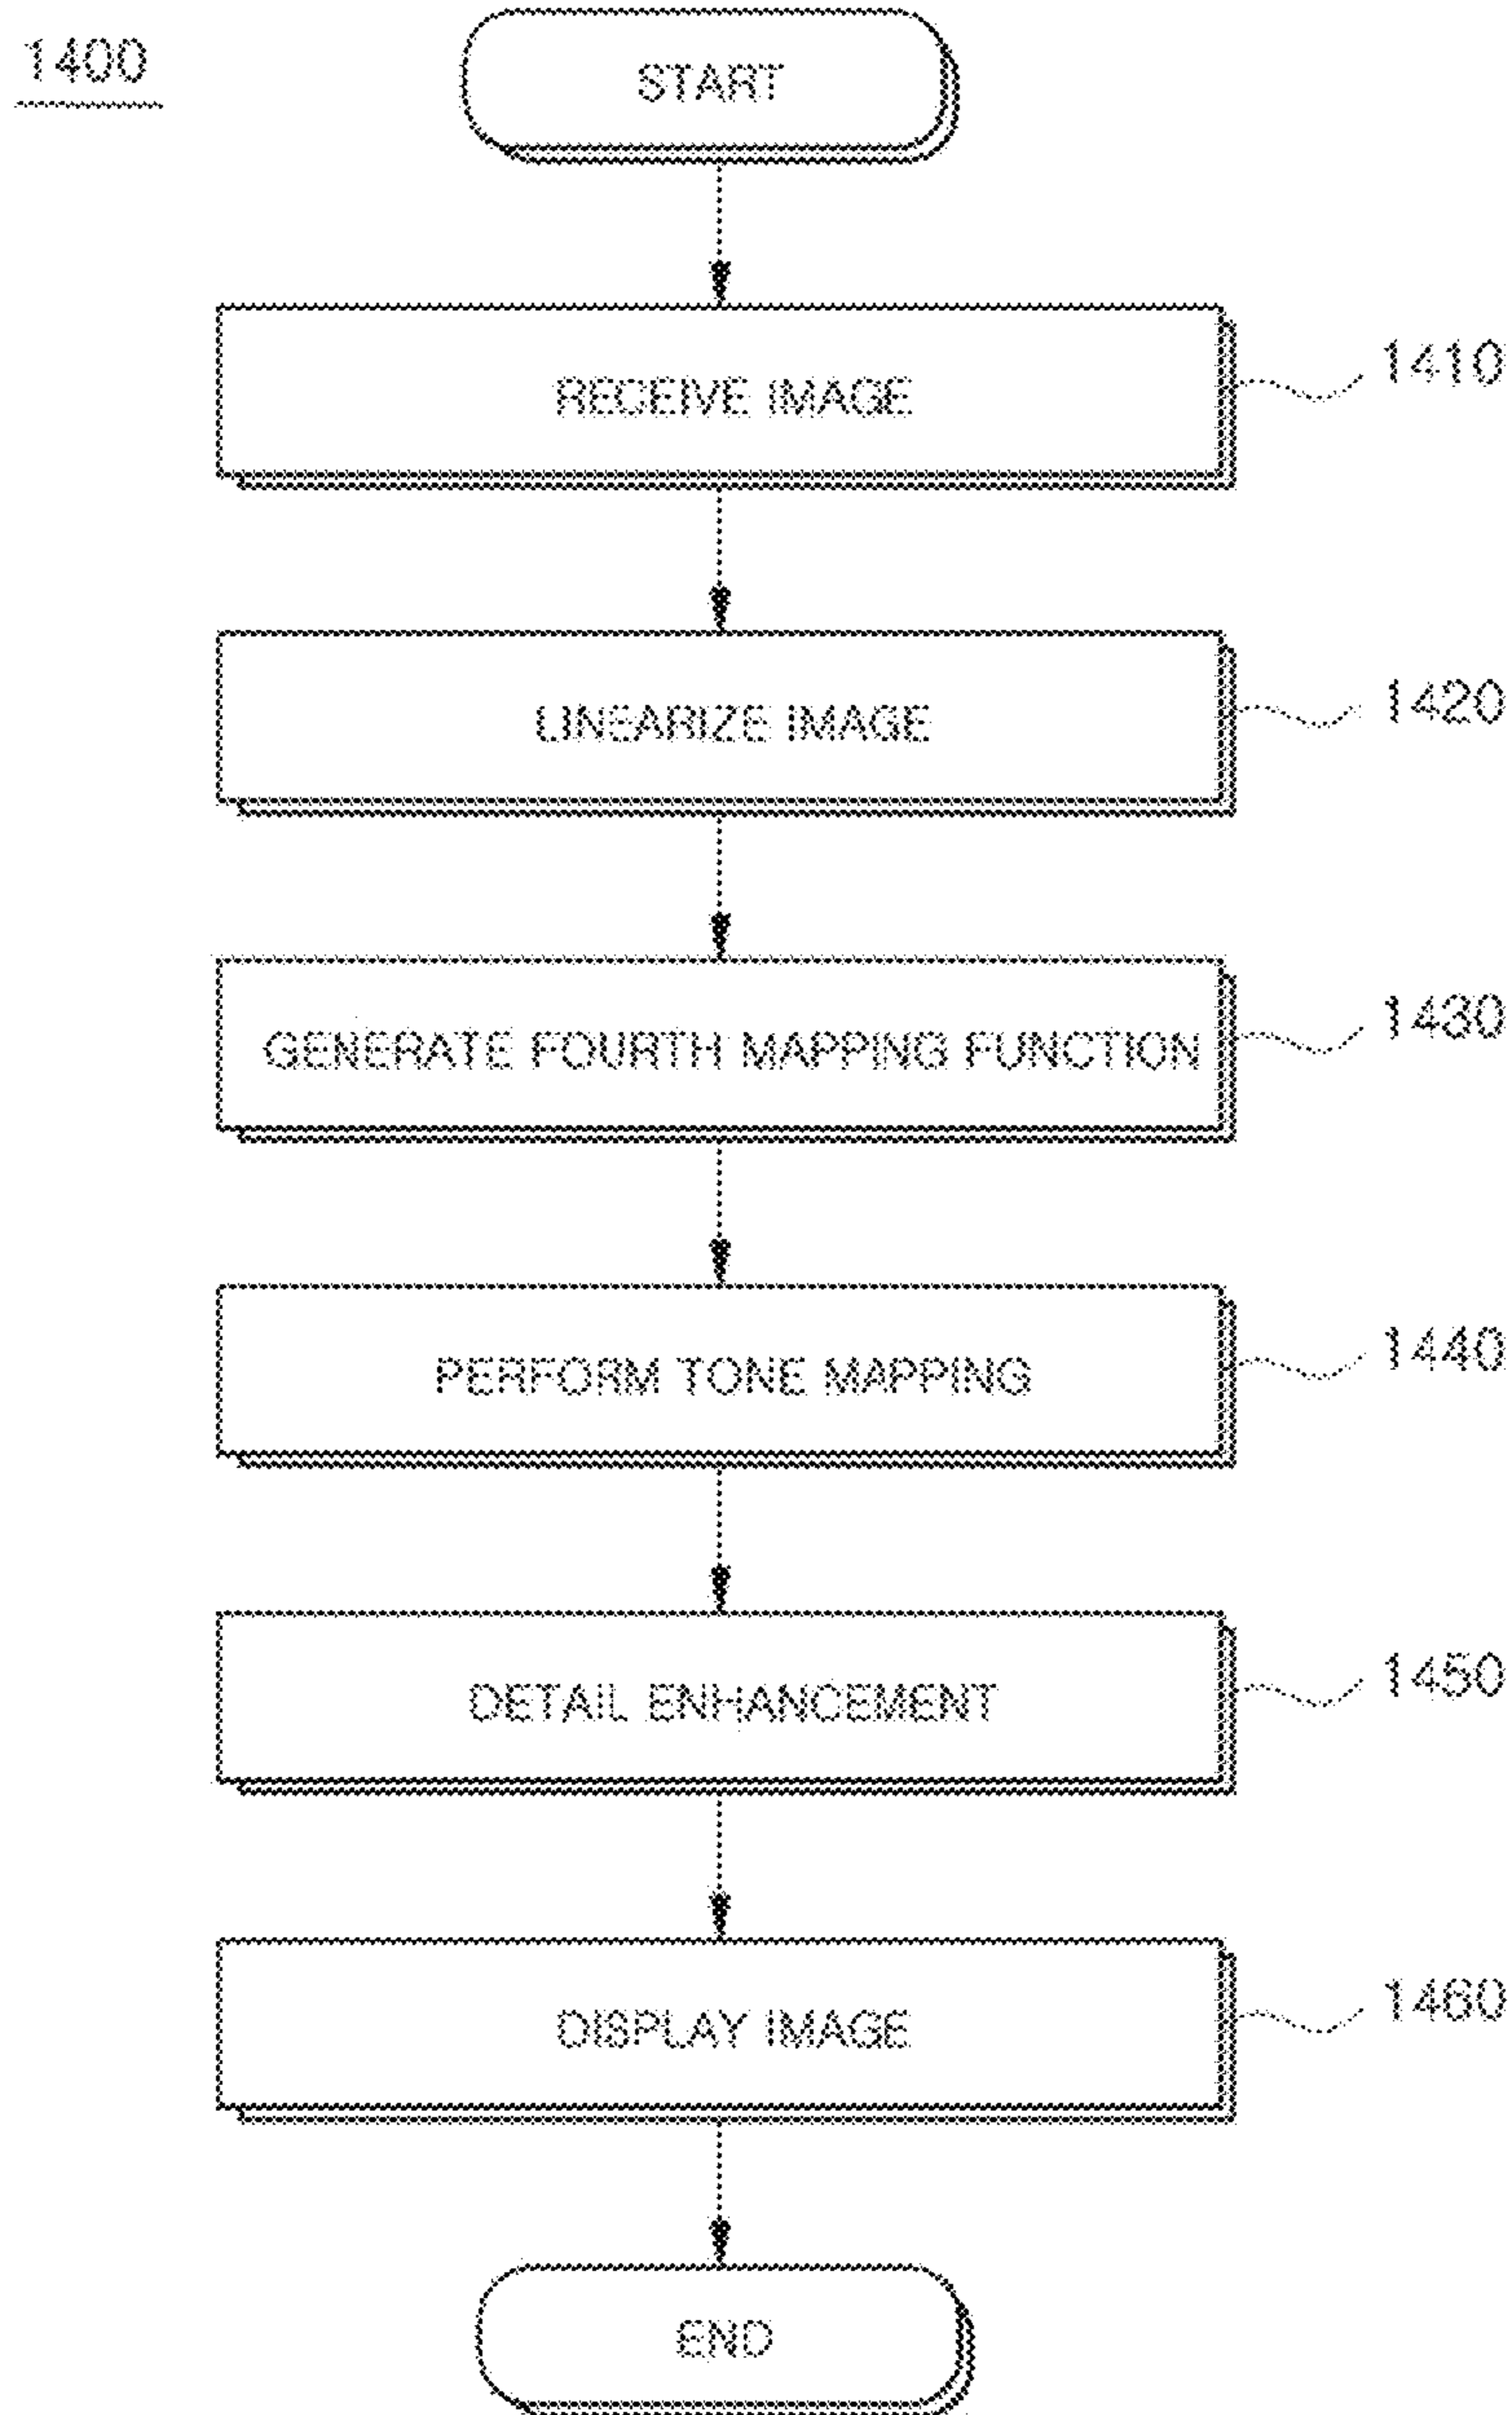 1400
START
RECEIVE IMAGE
1410
LINEARIZE IMAGE
1420
GENERATE FOURTH MAPPING FUNCTION
1430
PERFORM TONE MAPPING
1440
DETAIL ENHANCEMENT
1450
DISPLAY IMAGE
1460
END